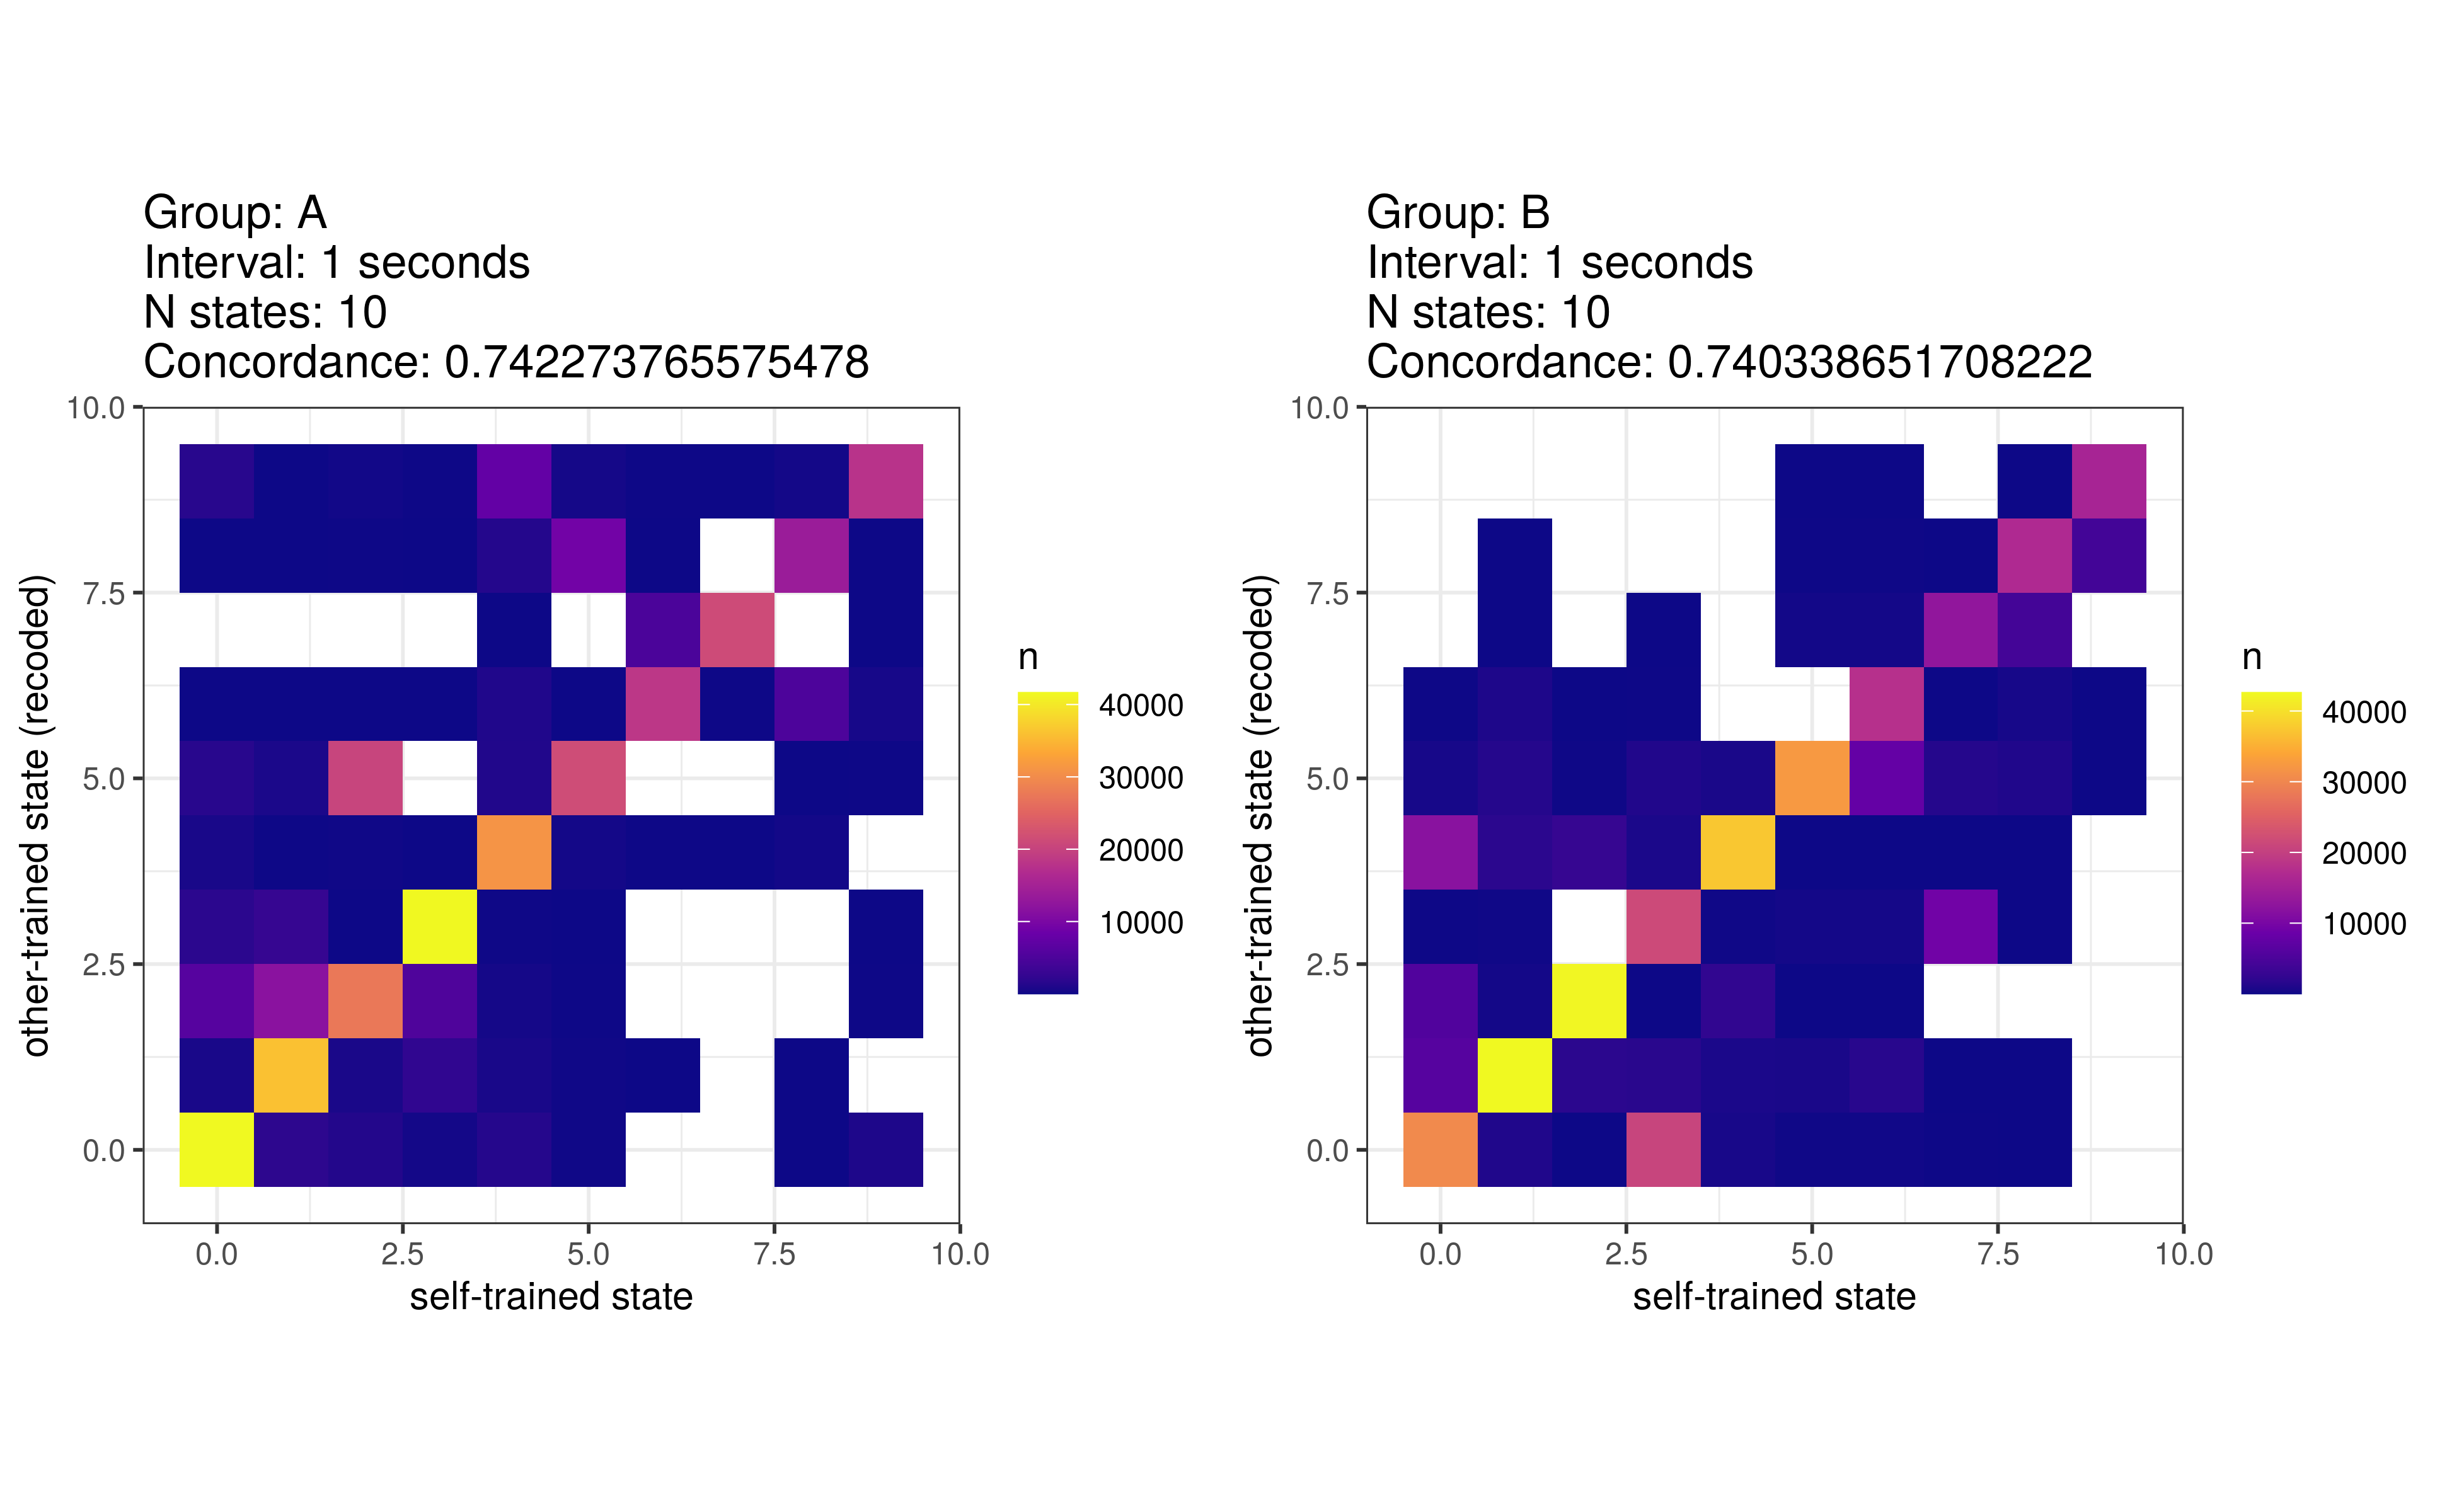 Group: A
Interval: 1 seconds
N states: 10
Concordance: 0.742273765575478
10.0
7.5
5.0
2.5
0.0
other-trained state (recoded)
0.0 2.5 5.0 7.5 10.0
self-trained state
n
40000
30000
20000
10000
Group: B
Interval: 1 seconds
N states: 10
Concordance: 0.740338651708222
10.0
7.5
5.0
2.5
0.0
other-trained state (recoded)
0.0 2.5 5.0 7.5 10.0
self-trained state
n
40000
30000
20000
10000